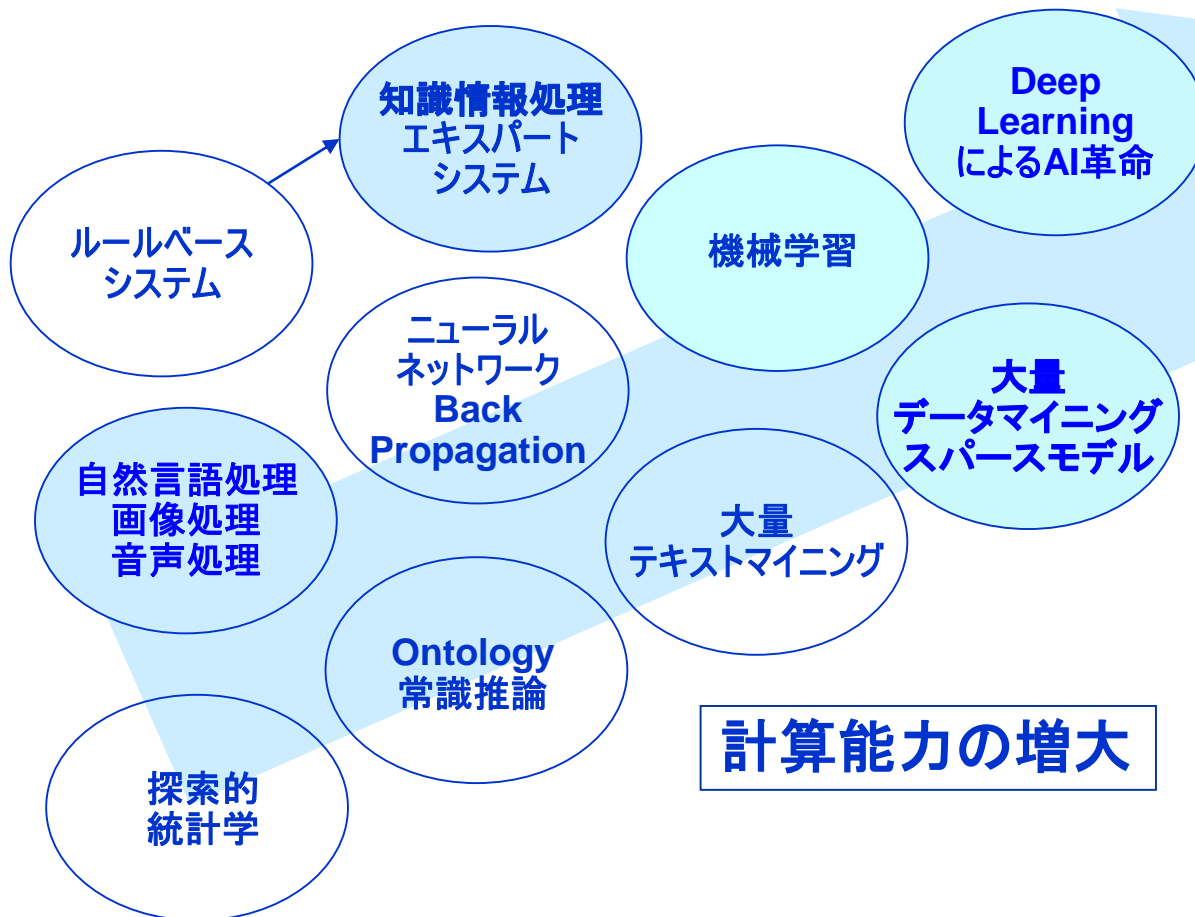 知識情報処理
エキスパート
システム
Deep
Learning
によるAI革命
ルールベース
システム
機械学習
ニューラル
ネットワーク
Back
Propagation
大量
データマイニング
スパースモデル
自然言語処理
画像処理
音声処理
大量
テキストマイニング
Ontology
常識推論
計算能力の増大
探索的
統計学